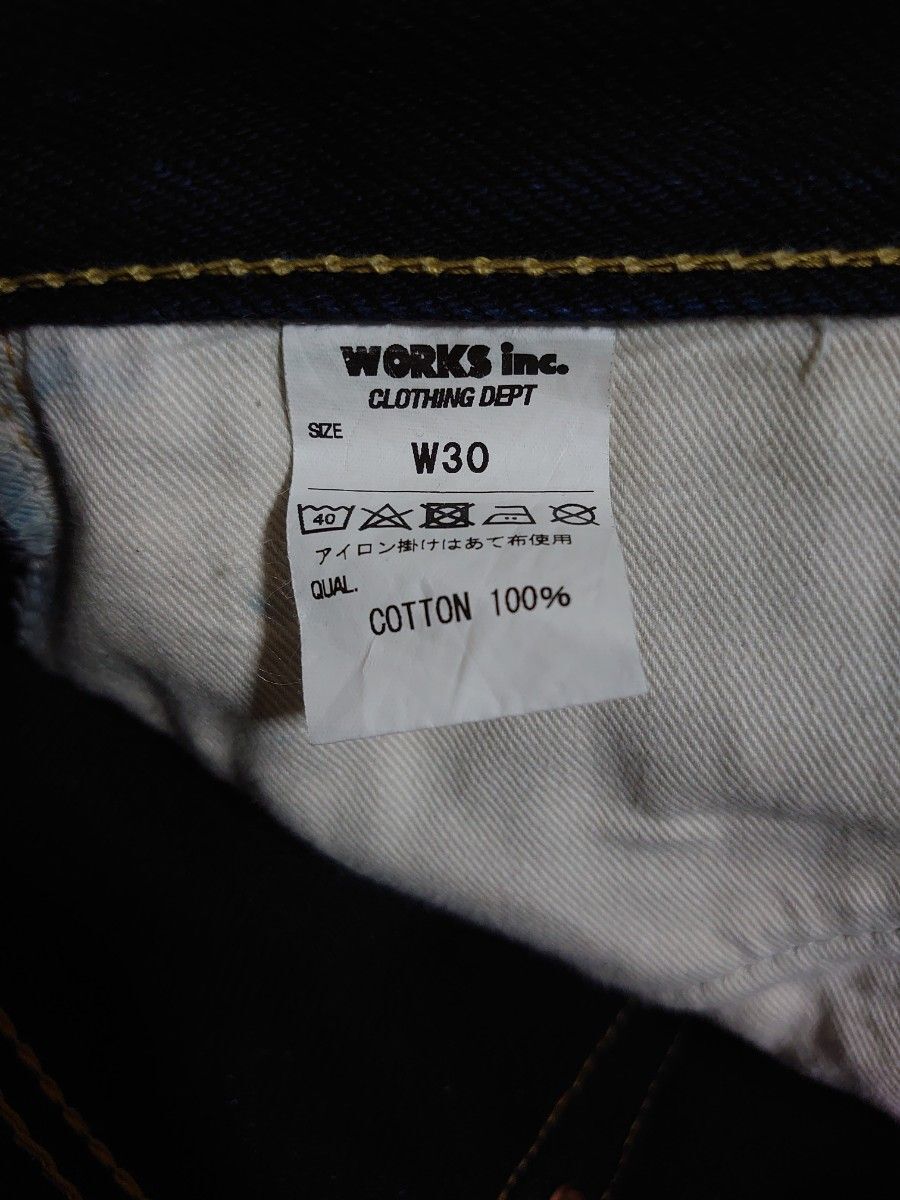 WORKS inc.
CLOTHING DEPT
SIZE
W30
40
アイロン掛けはあて布使用
QUAL.
COTTON 100%